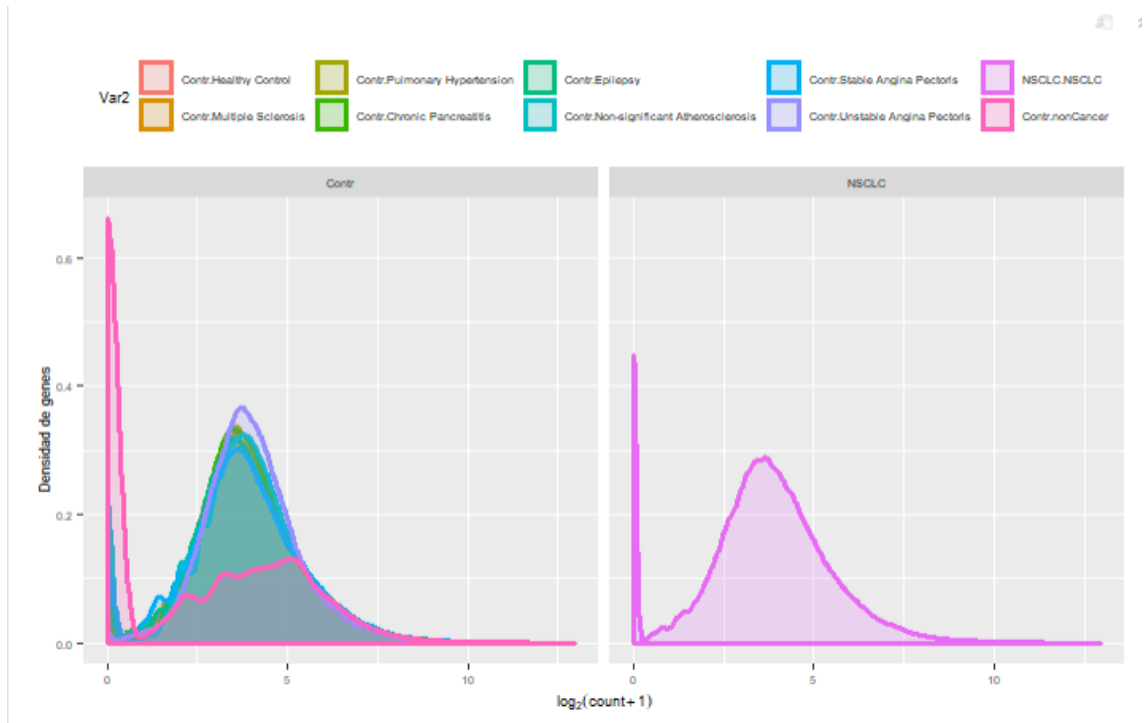 Var2
Contr.Healthy Control
Contr.Pulmonary Hypertension
Contr.Epilepsy
Contr.Stable Angina Pectoris
NSCLC.NSCLC
Contr.Multiple Sclerosis
Contr.Chronic Pancreatitis
Contr.Non-significant Atherosclerosis
Contr.Unstable Angina Pectoris
Contr.nonCancer
Contr
NSCLC
Densidad de genes
0.6
0.4
0.2
0.0
0
5
10
0
5
10
log₂(count+1)